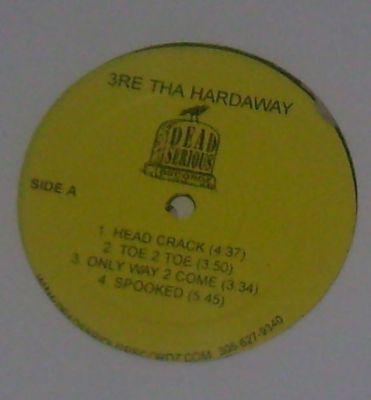 3RE THA HARDAWAY
DEAD
SERIOUS
RECORDZ
SIDE A
1. HEAD CRACK (4.37)
2. TOE 2 TOE (3.50)
3. ONLY WAY 2 COME (3.34)
4. SPOOKED (5.45)